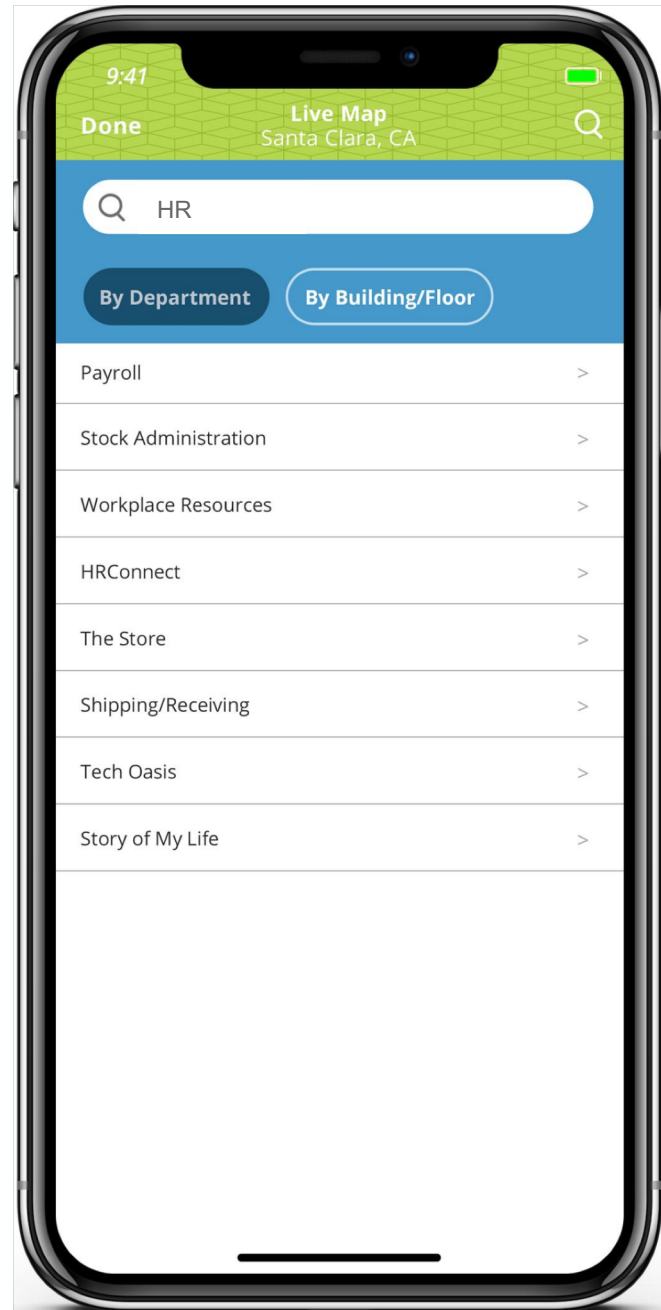 9:41
Done
Live Map
Santa Clara, CA
HR
By Department
By Building/Floor
Payroll >
Stock Administration >
Workplace Resources >
HRConnect >
The Store >
Shipping/Receiving >
Tech Oasis >
Story of My Life >